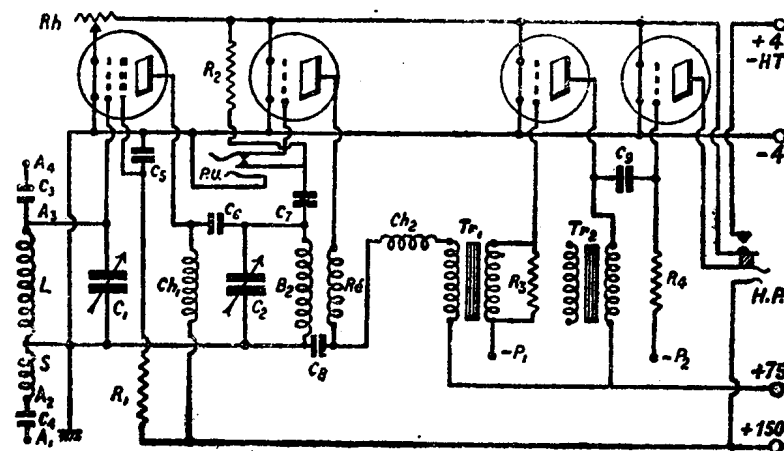 Rh
+4
-HT
R2
-4
A4
C3
A3
C5
P.U.
C9
C6
C7
Ch2
Tr1
Tr2
L
C1
Ch1
C2
B2
Ré
R3
R4
H.P.
C8
-P1
-P2
S
A2
C4
A1
R1
+75
+150